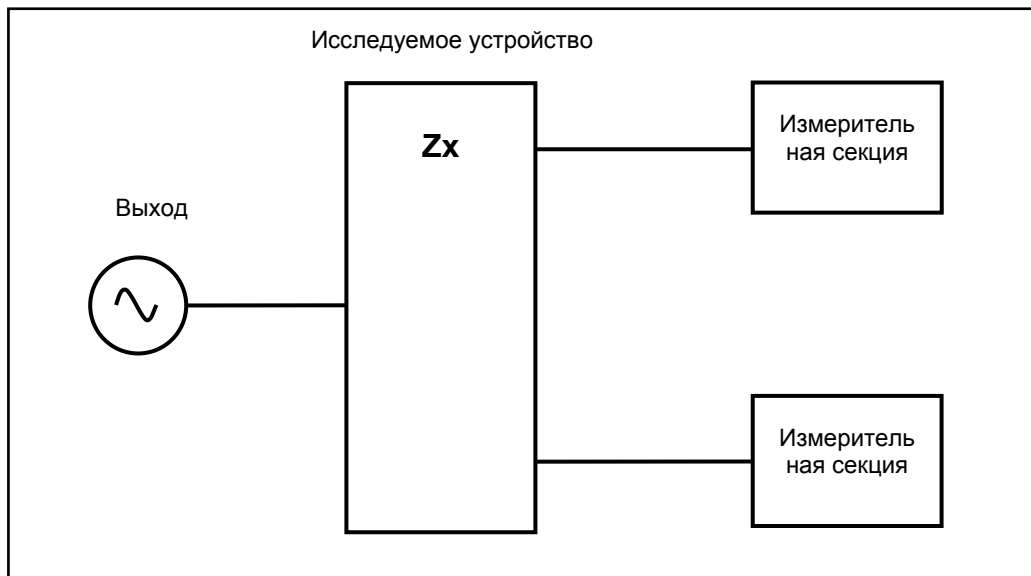 Исследуемое устройство
Zx
Измеритель
ная секция
Выход
Измеритель
ная секция